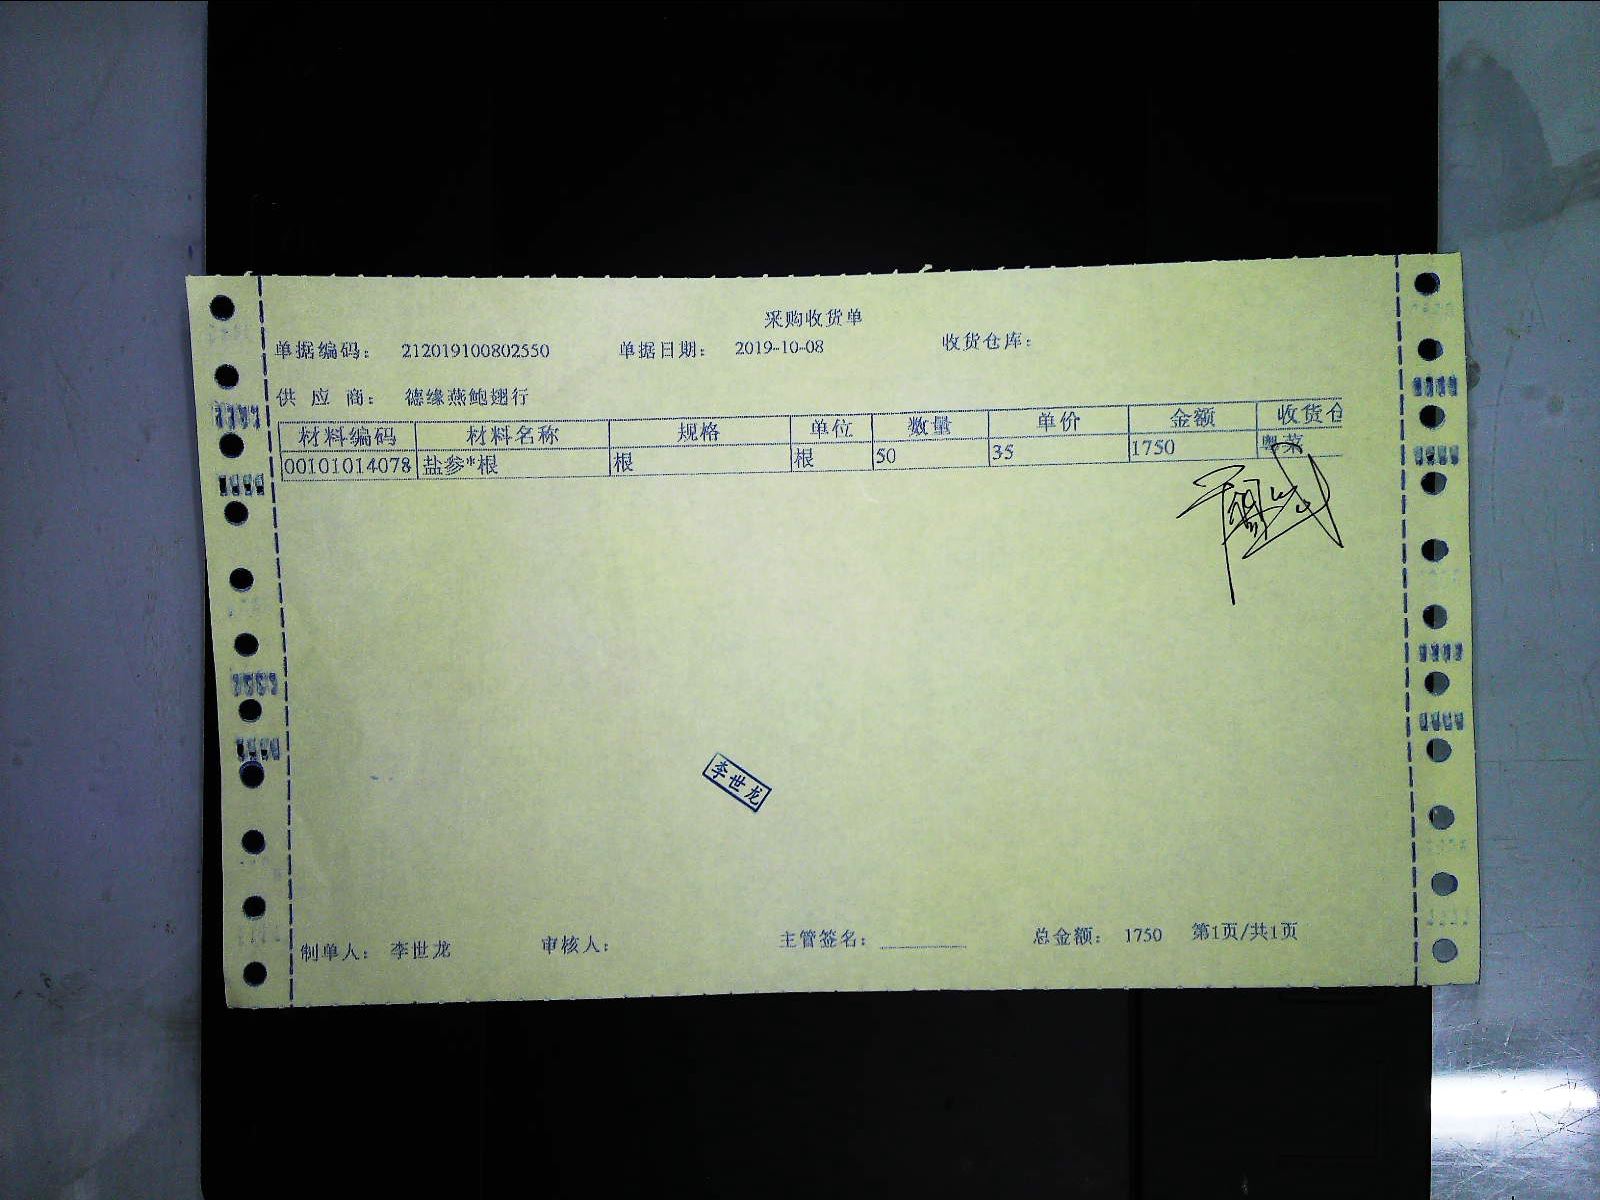 采购收货单
单据编码： 212019100802550 单据日期： 2019-10-08 收货仓库：
供 应 商： 德缘燕鲍翅行
材料编码 材料名称 规格 单位 数量 单价 金额 收货仓
00101014078 盐参*根 根 根 50 35 1750 粤菜
李世龙
制单人： 李世龙 审核人： 主管签名： 总金额： 1750 第1页/共1页